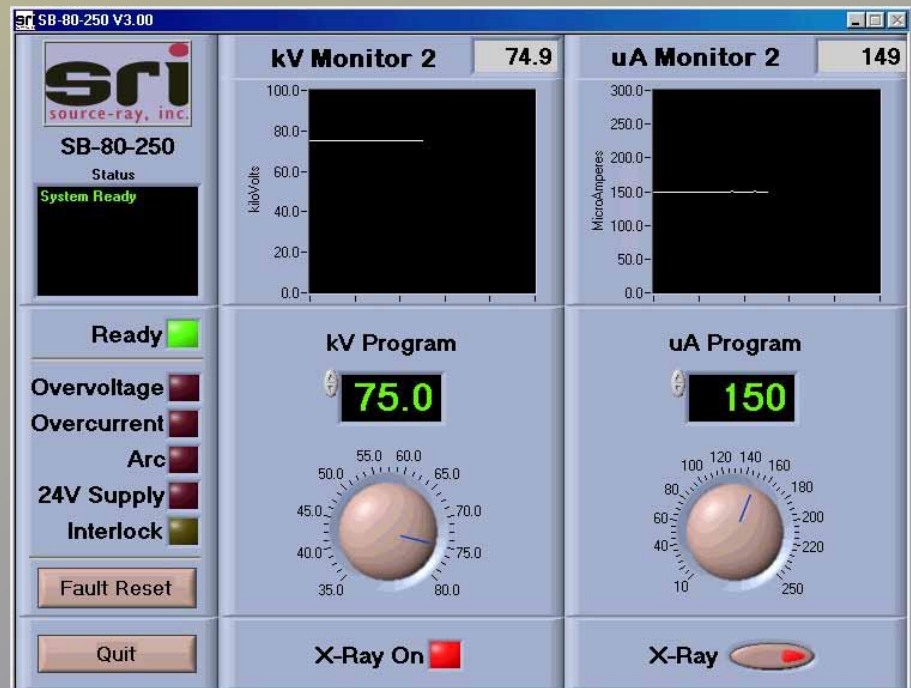 sri SB-80-250 V3.00
sri
source-ray, inc.
SB-80-250
Status
System Ready
Ready
Overvoltage
Overcurrent
Arc
24V Supply
Interlock
Fault Reset
Quit
kV Monitor 2 74.9
100.0
80.0
60.0
40.0
20.0
0.0
kiloVolts
kV Program
75.0
55.0 60.0
50.0 65.0
45.0 70.0
40.0 75.0
35.0 80.0
X-Ray On
uA Monitor 2 149
300.0
250.0
200.0
150.0
100.0
50.0
0.0
MicroAmperes
uA Program
150
120 140
100 160
80 180
60 200
40 220
10 250
X-Ray